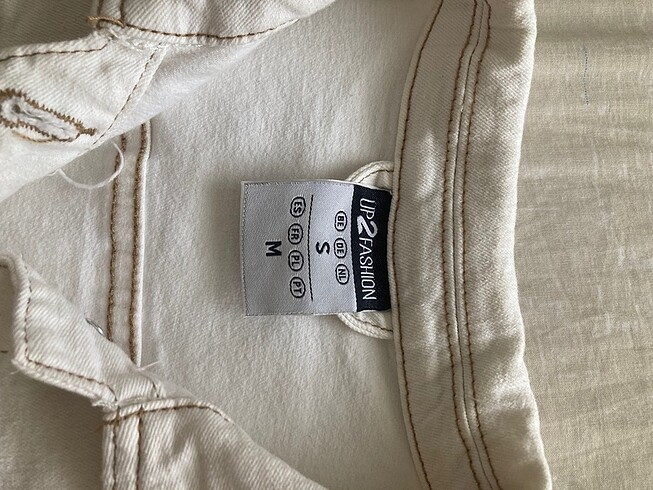 UP2FASHION
BE DE NL
S
ES FR PL PT
M